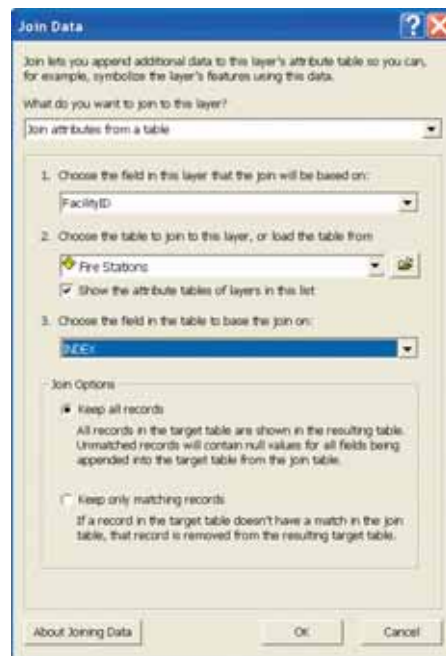 Join Data
Join lets you append additional data to this layer's attribute table so you can,
for example, symbolize the layer's features using this data.
What do you want to join to this layer?
Join attributes from a table
1. Choose the field in this layer that the join will be based on:
FacilityID
2. Choose the table to join to this layer, or load the table from
Fire Stations
Show the attribute tables of layers in this list
3. Choose the field in the table to base the join on:
INDEX
Join Options
Keep all records
All records in the target table are shown in the resulting table.
Unmatched records will contain null values for all fields being
appended into the target table from the join table.
Keep only matching records
If a record in the target table doesn't have a match in the join
table, that record is removed from the resulting target table.
About Joining Data
OK
Cancel